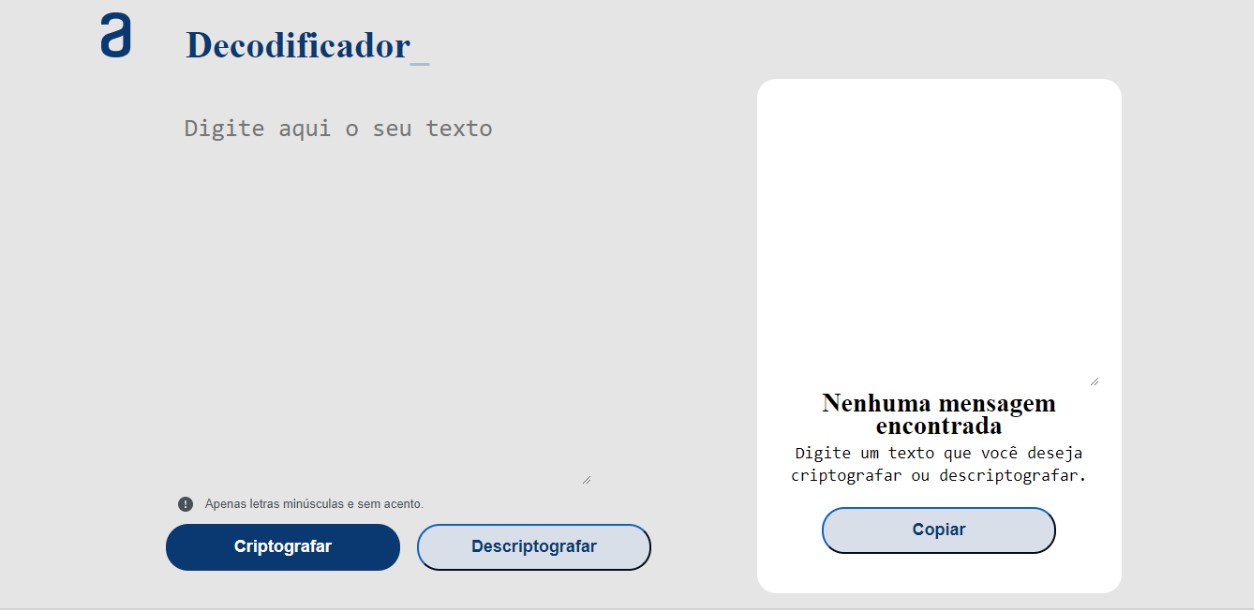 a
Decodificador_
Digite aqui o seu texto
Apenas letras minúsculas e sem acento.
Criptografar
Descriptografar
Nenhuma mensagem
encontrada
Digite um texto que você deseja
criptografar ou descriptografar.
Copiar